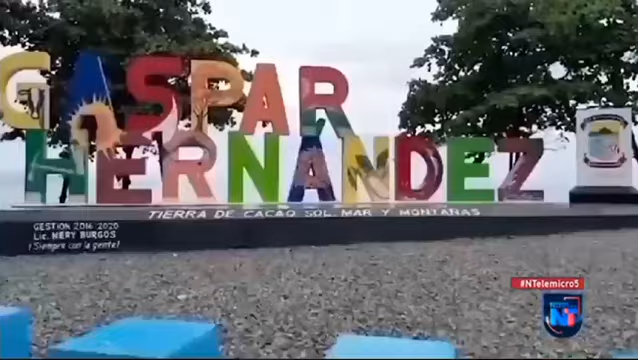 GASPAR
HERNANDEZ
TIERRA DE CACAO, SOL, MAR Y MONTAÑAS
GESTION 2016-2020
Lic. NERY BURGOS
¡Siempre con la gente!
#NTelemicro5
NT